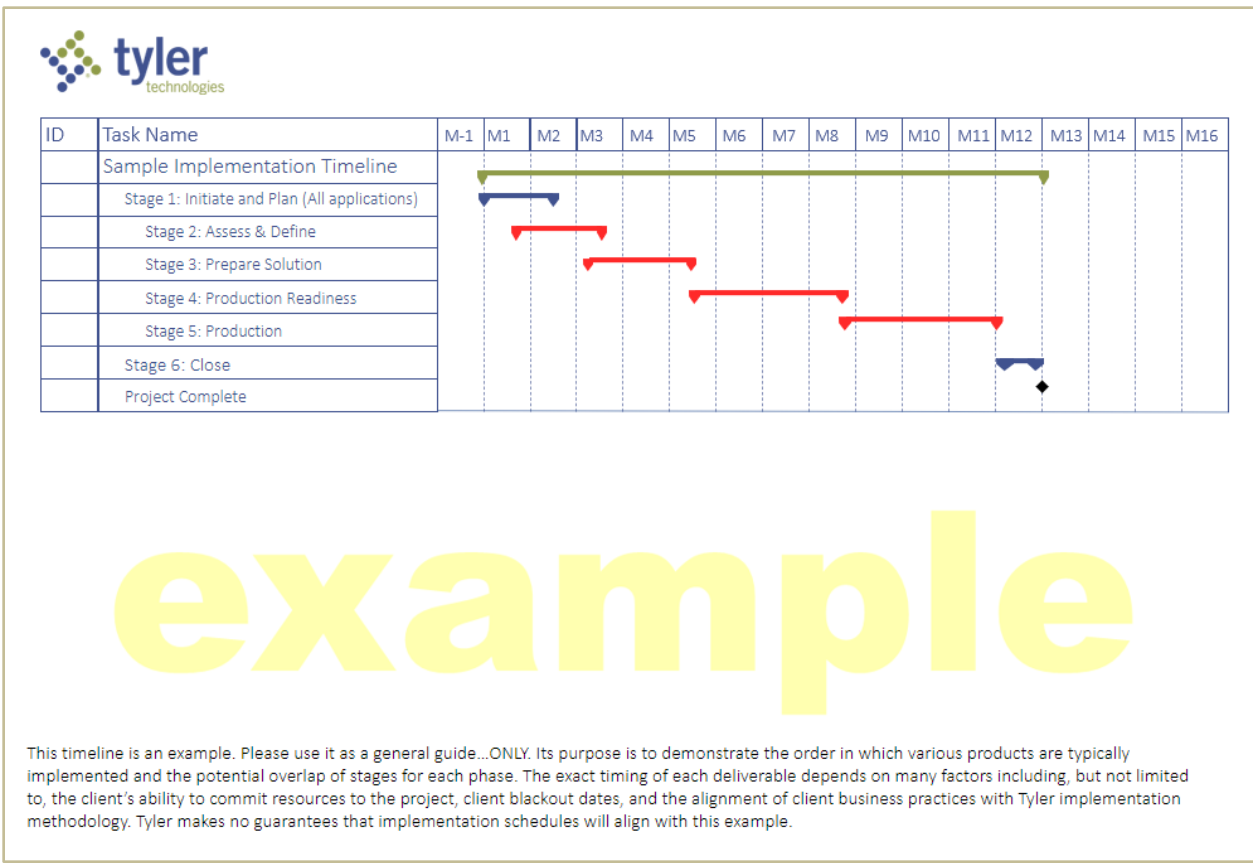 tyler
technologies
ID Task Name M-1 M1 M2 M3 M4 M5 M6 M7 M8 M9 M10 M11 M12 M13 M14 M15 M16
Sample Implementation Timeline
Stage 1: Initiate and Plan (All applications)
Stage 2: Assess & Define
Stage 3: Prepare Solution
Stage 4: Production Readiness
Stage 5: Production
Stage 6: Close
Project Complete
example
This timeline is an example. Please use it as a general guide...ONLY. Its purpose is to demonstrate the order in which various products are typically
implemented and the potential overlap of stages for each phase. The exact timing of each deliverable depends on many factors including, but not limited
to, the client’s ability to commit resources to the project, client blackout dates, and the alignment of client business practices with Tyler implementation
methodology. Tyler makes no guarantees that implementation schedules will align with this example.